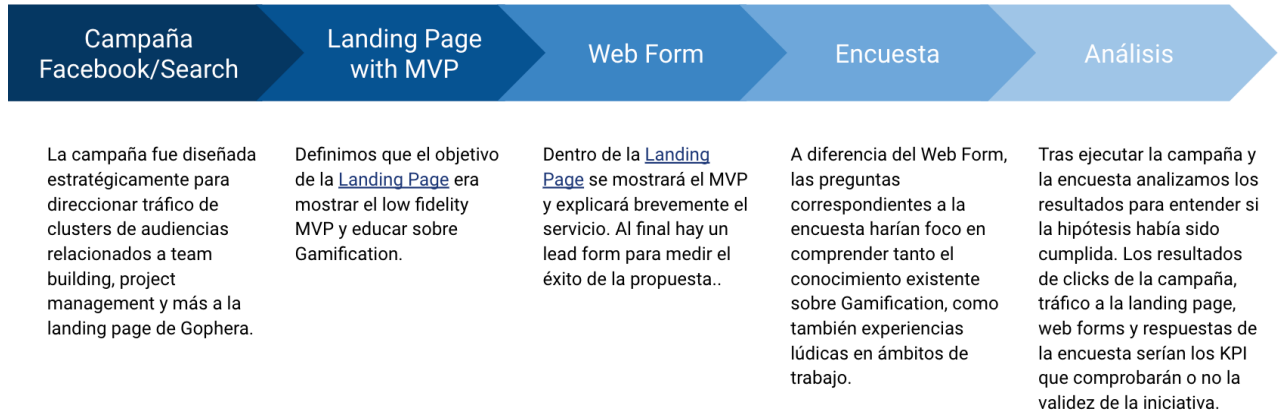 Campaña
Facebook/Search
Landing Page
with MVP
Web Form
Encuesta
Análisis
La campaña fue diseñada
estratégicamente para
direccionar tráfico de
clusters de audiencias
relacionados a team
building, project
management y más a la
landing page de Gophera.
Definimos que el objetivo
de la Landing Page era
mostrar el low fidelity
MVP y educar sobre
Gamification.
Dentro de la Landing
Page se mostrará el MVP
y explicará brevemente el
servicio. Al final hay un
lead form para medir el
éxito de la propuesta..
A diferencia del Web Form,
las preguntas
correspondientes a la
encuesta harían foco en
comprender tanto el
conocimiento existente
sobre Gamification, como
también experiencias
lúdicas en ámbitos de
trabajo.
Tras ejecutar la campaña y
la encuesta analizamos los
resultados para entender si
la hipótesis había sido
cumplida. Los resultados
de clicks de la campaña,
tráfico a la landing page,
web forms y respuestas de
la encuesta serían los KPI
que comprobarán o no la
validez de la iniciativa.